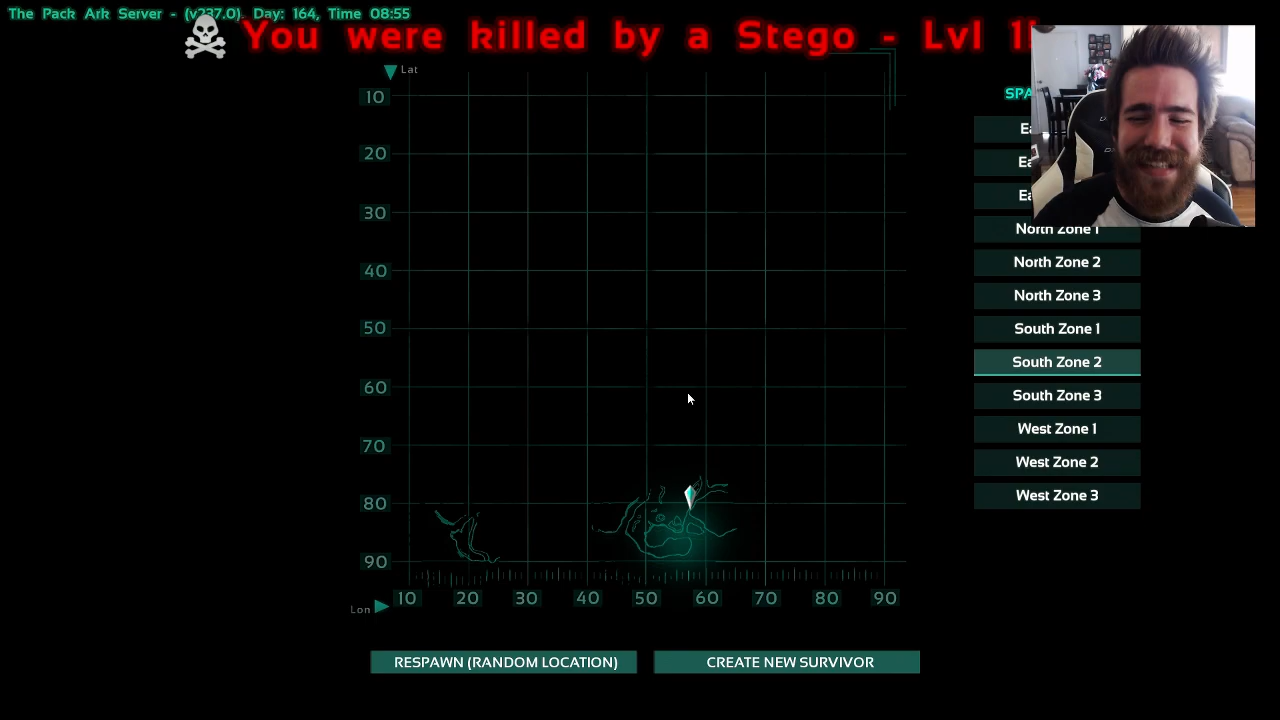 The Pack Ark Server - (v237.0). Day: 164, Time 08:55
You were killed by a Stego - Lvl
Lat
10
20
30
40
50
60
70
80
90
Lon
10 20 30 40 50 60 70 80 90
North Zone 1
North Zone 2
North Zone 3
South Zone 1
South Zone 2
South Zone 3
West Zone 1
West Zone 2
West Zone 3
RESPAWN (RANDOM LOCATION)
CREATE NEW SURVIVOR